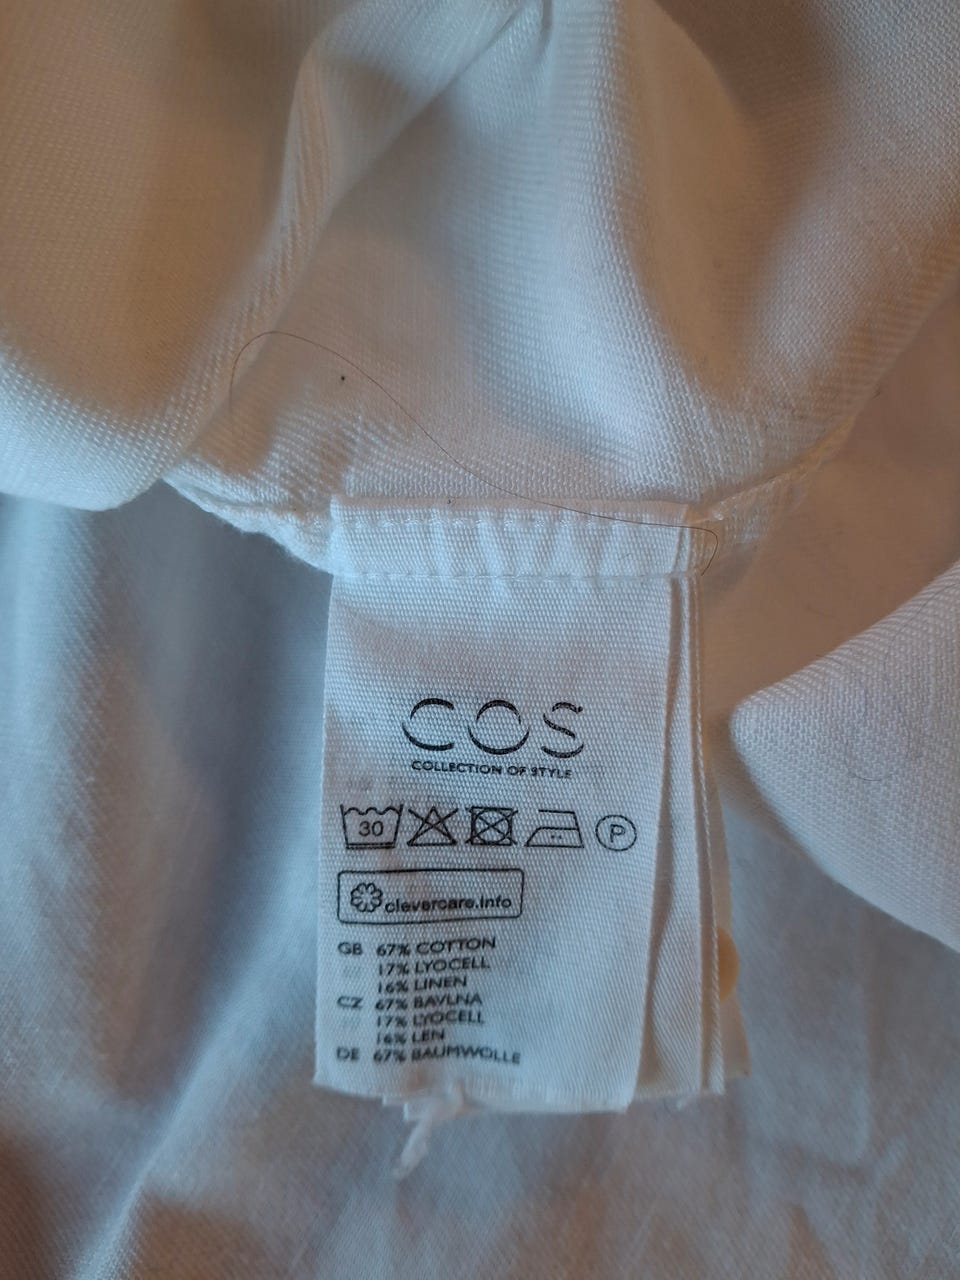 COS
COLLECTION OF STYLE
30 P
clevercare.info
GB 67% COTTON
17% LYOCELL
16% LINEN
CZ 67% BAVLNA
17% LYOCELL
16% LEN
DE 67% BAUMWOLLE